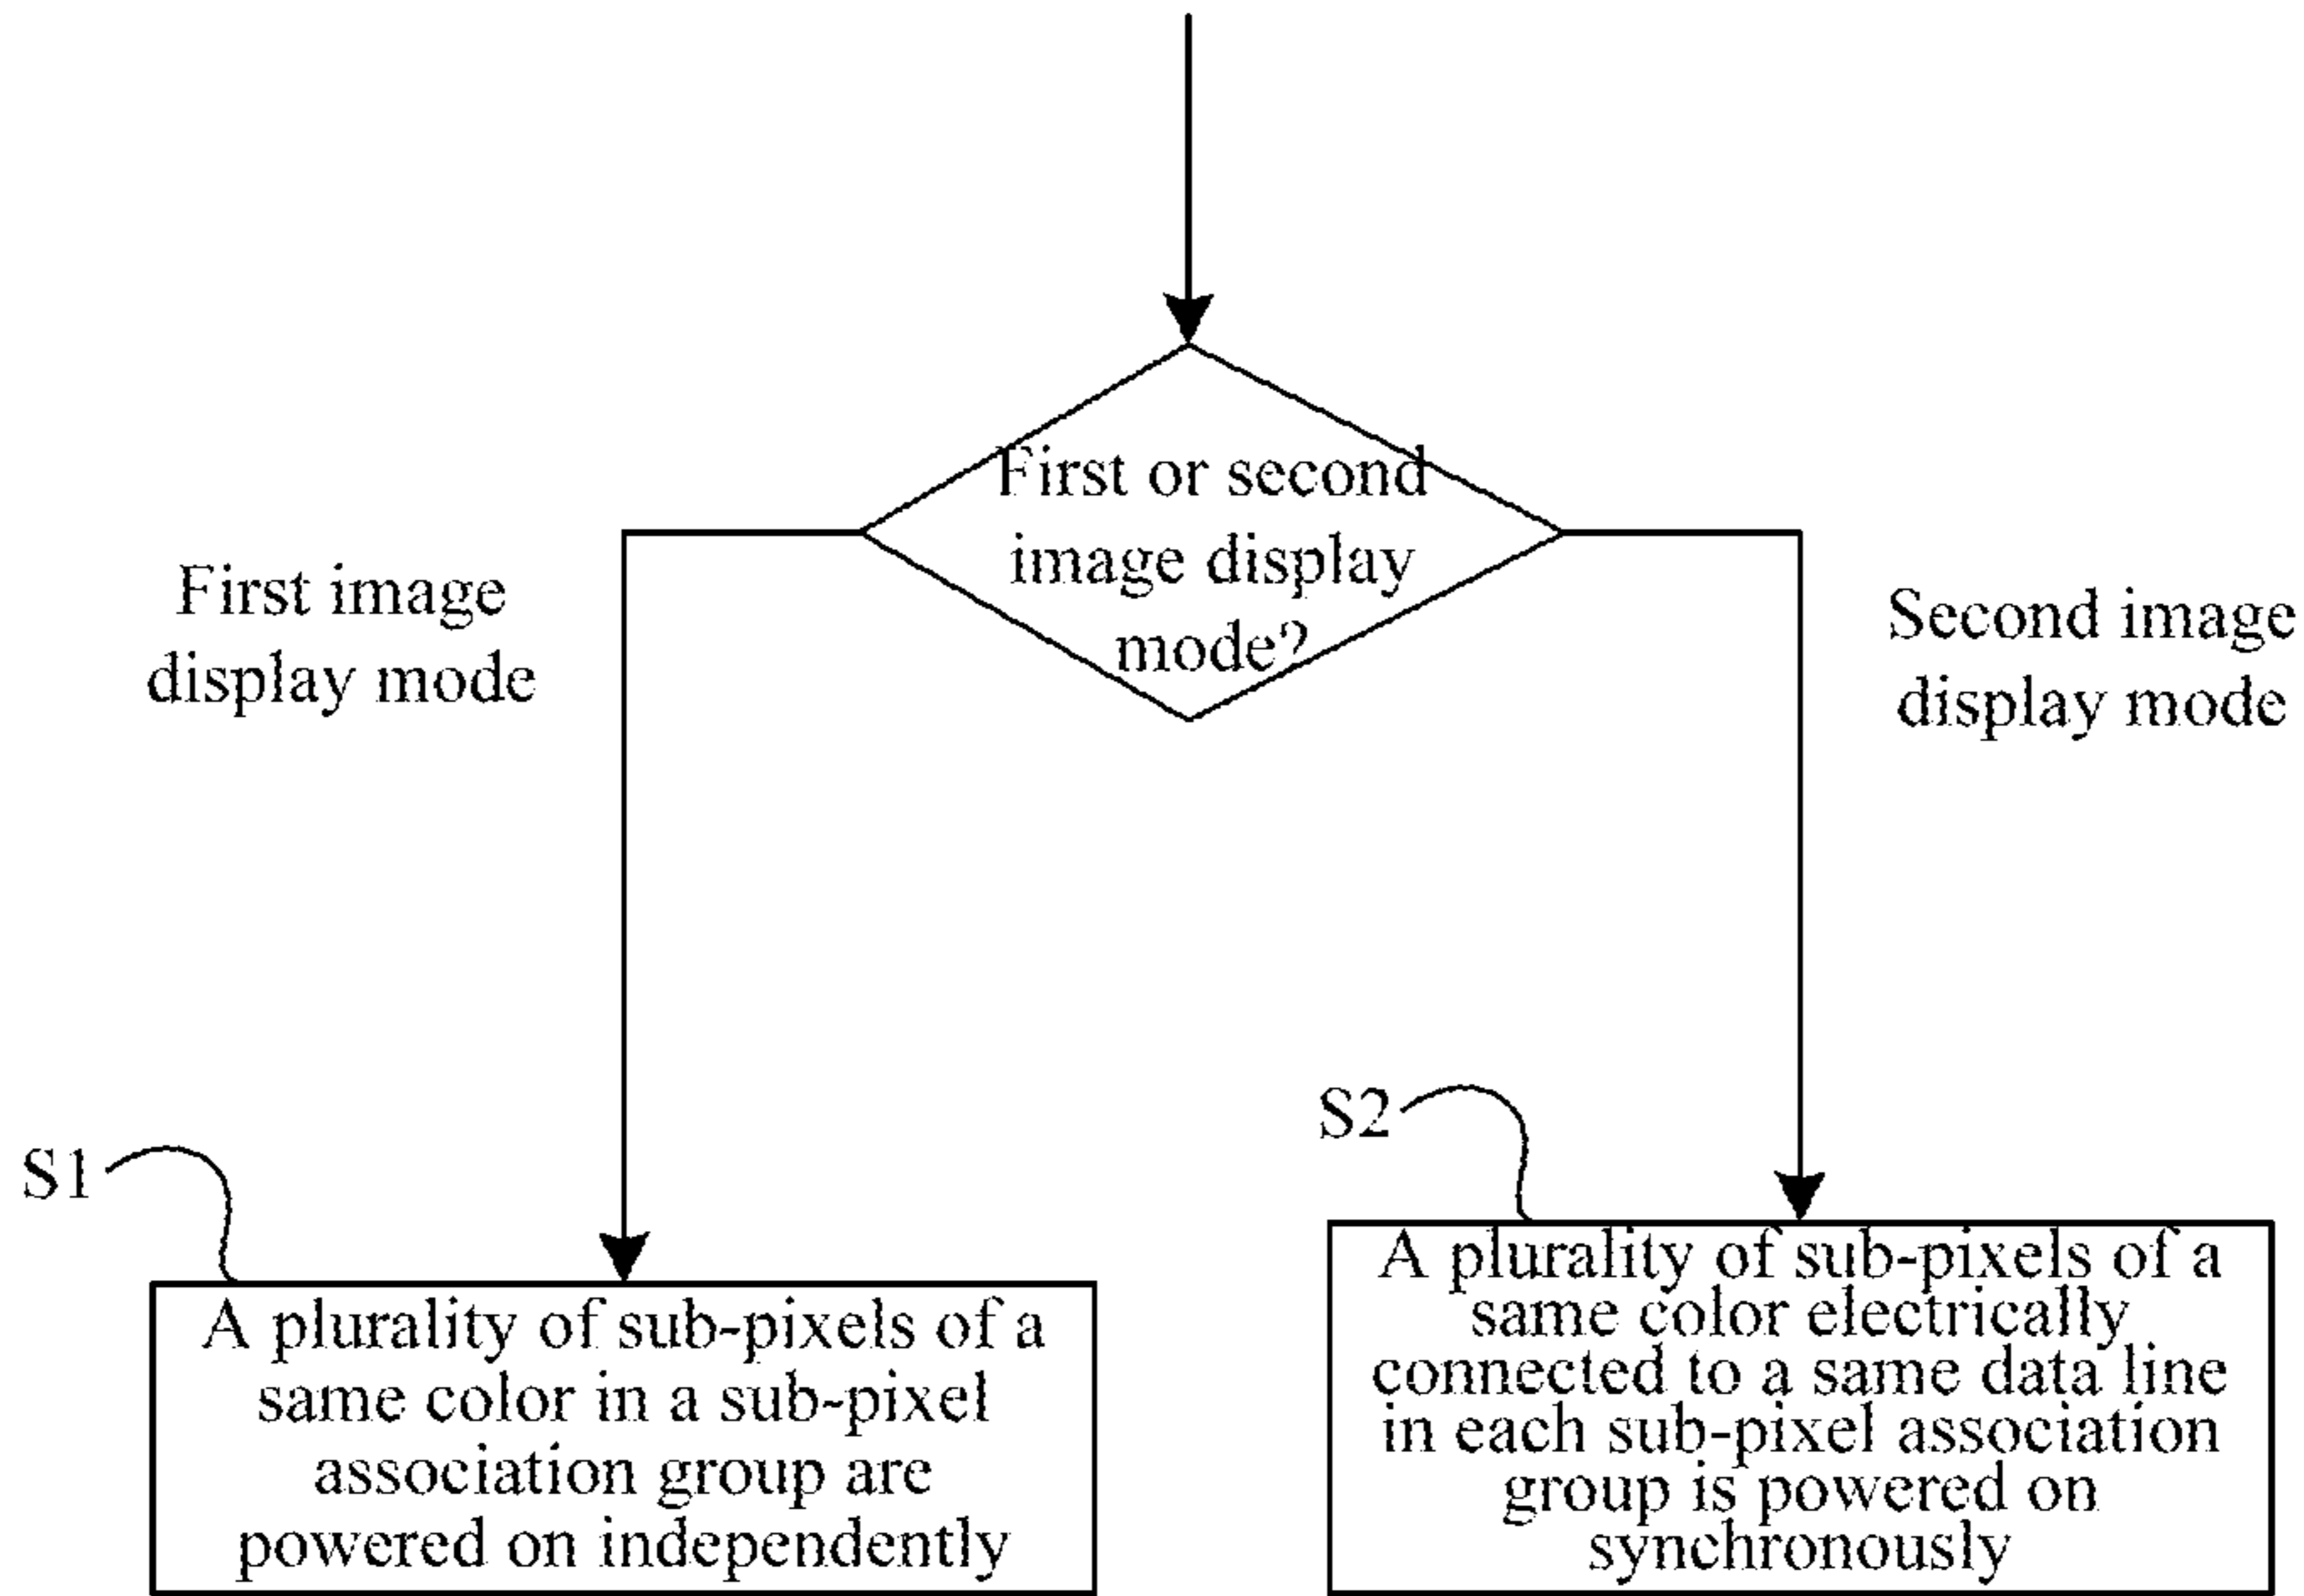 First or second
image display
mode?
First image
display mode
Second image
display mode
S1
A plurality of sub-pixels of a
same color in a sub-pixel
association group are
powered on independently
S2
A plurality of sub-pixels of a
same color electrically
connected to a same data line
in each sub-pixel association
group is powered on
synchronously